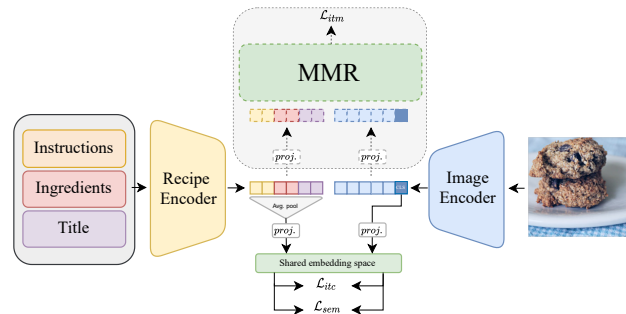 ℒ_itm
MMR
proj.
proj.
Instructions
Ingredients
Title
Recipe
Encoder
CLS
Avg. pool
Image
Encoder
proj.
proj.
Shared embedding space
ℒ_itc
ℒ_sem